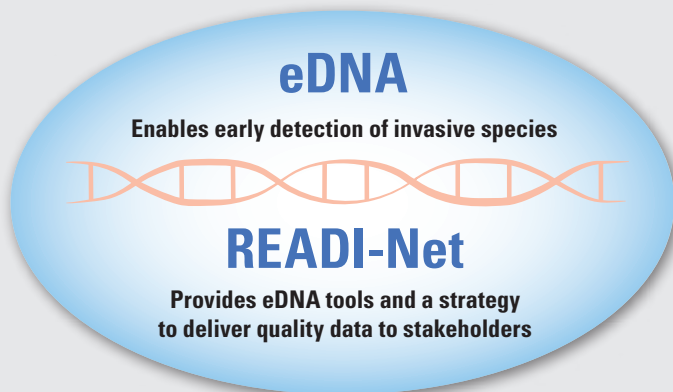 eDNA
Enables early detection of invasive species
READI-Net
Provides eDNA tools and a strategy
to deliver quality data to stakeholders